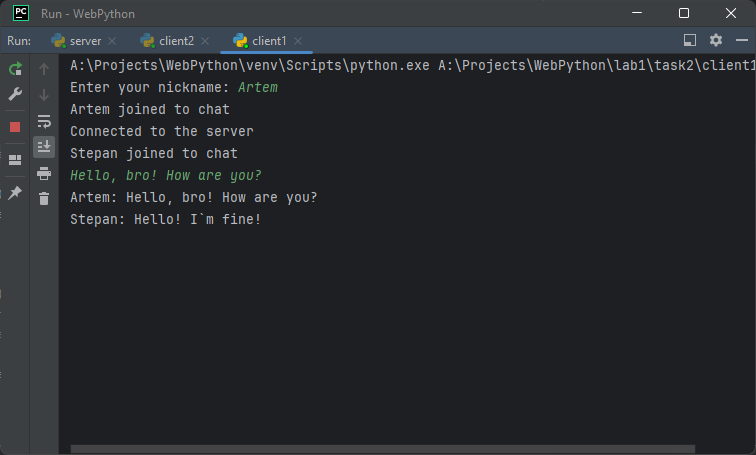 PC Run - WebPython
Run: server client2 client1
A:\Projects\WebPython\venv\Scripts\python.exe A:\Projects\WebPython\lab1\task2\client1
Enter your nickname: Artem
Artem joined to chat
Connected to the server
Stepan joined to chat
Hello, bro! How are you?
Artem: Hello, bro! How are you?
Stepan: Hello! I`m fine!